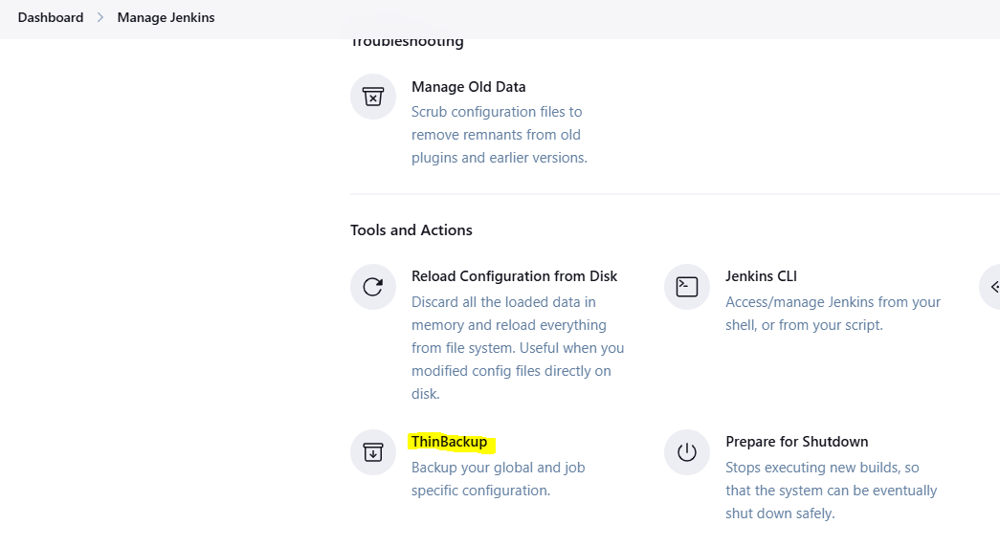 Dashboard > Manage Jenkins
Troubleshooting
Manage Old Data
Scrub configuration files to
remove remnants from old
plugins and earlier versions.
Tools and Actions
Reload Configuration from Disk
Discard all the loaded data in
memory and reload everything
from file system. Useful when you
modified config files directly on
disk.
Jenkins CLI
Access/manage Jenkins from your
shell, or from your script.
ThinBackup
Backup your global and job
specific configuration.
Prepare for Shutdown
Stops executing new builds, so
that the system can be eventually
shut down safely.